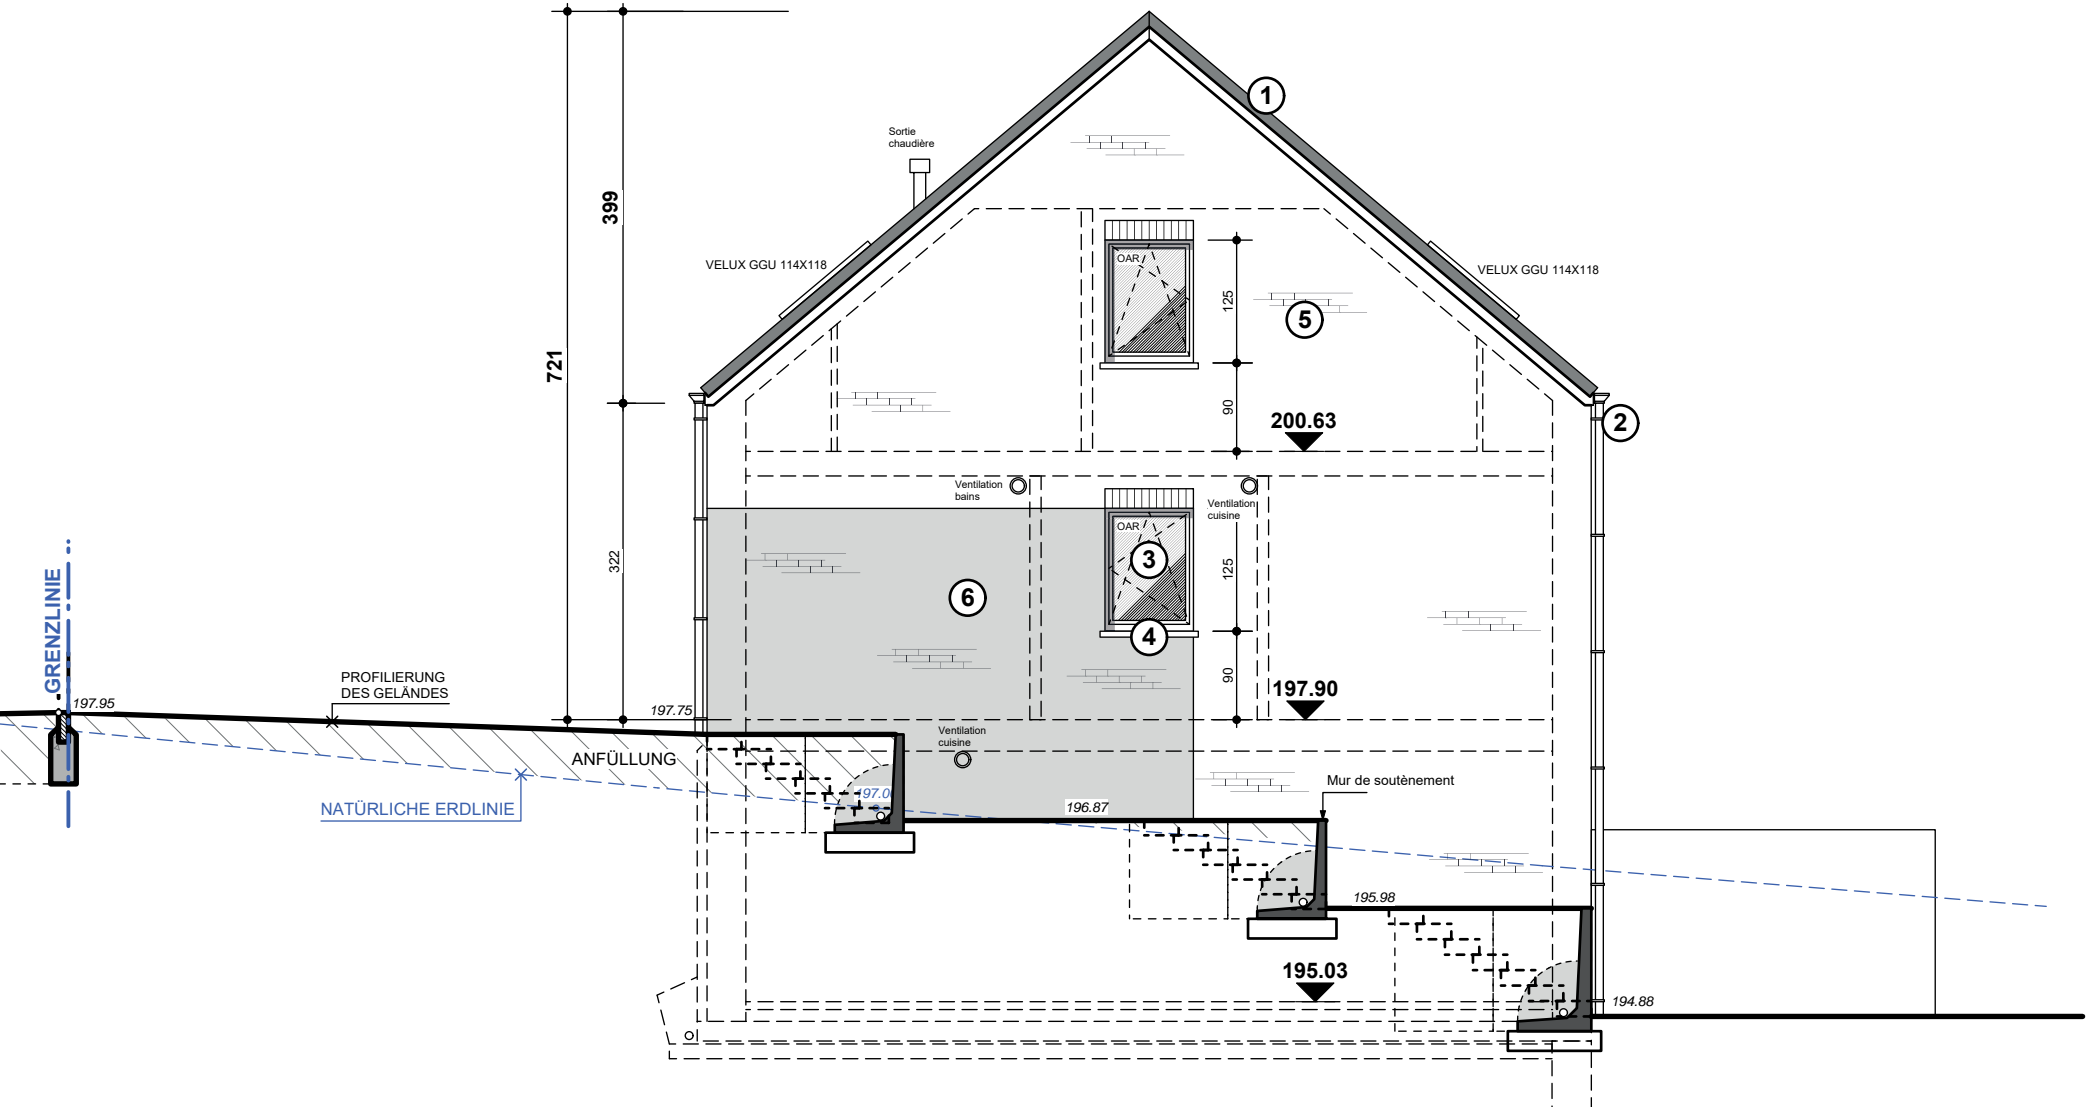 1
Sortie
chaudière
399
VELUX GGU 114X118
OAR
VELUX GGU 114X118
125
5
721
90
200.63
2
Ventilation
bains
Ventilation
cuisine
OAR
3
125
322
6
GRENZLINIE
4
90
PROFILIERUNG
DES GELÄNDES
197.95
197.75
197.90
Ventilation
cuisine
ANFÜLLUNG
Mur de soutènement
NATÜRLICHE ERDLINIE
196.87
195.98
195.03
194.88